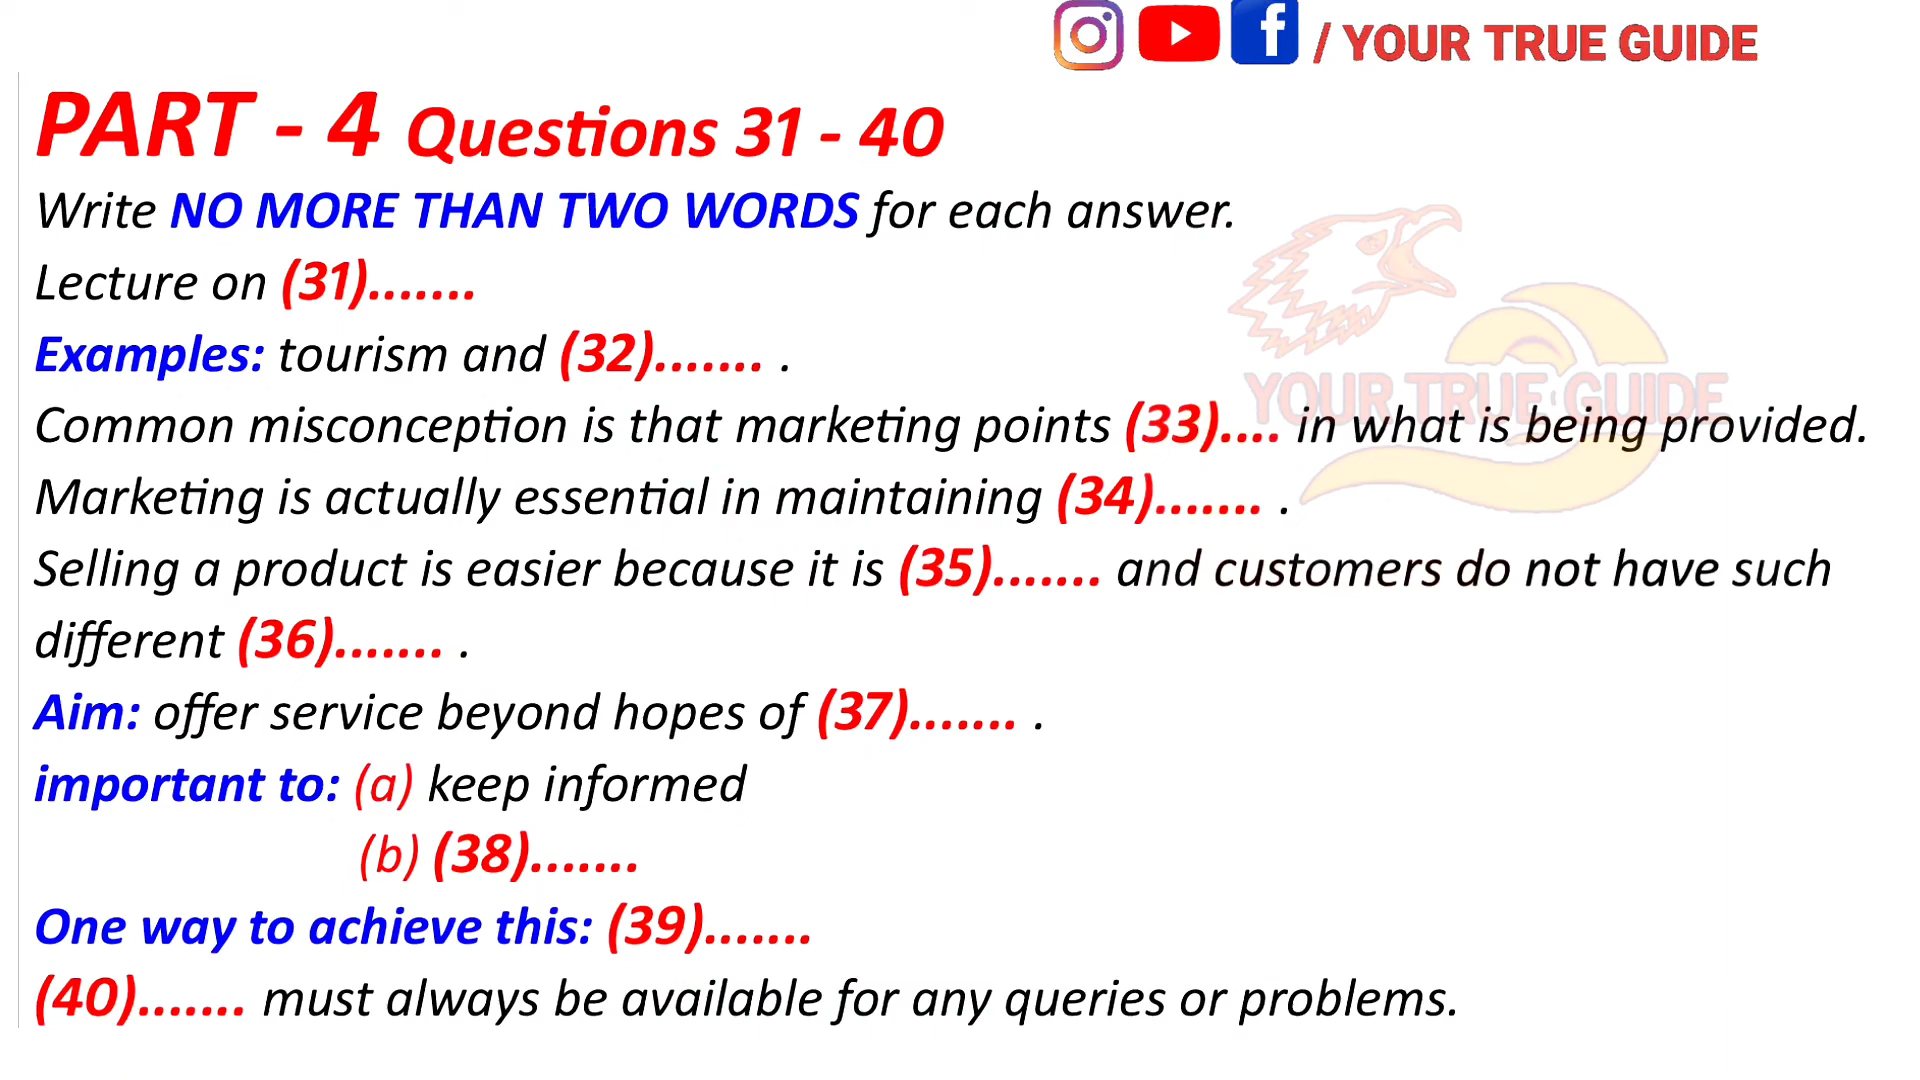 / YOUR TRUE GUIDE
PART - 4 Questions 31 - 40
Write NO MORE THAN TWO WORDS for each answer.
Lecture on (31).......
Examples: tourism and (32)....... .
YOUR TRUE GUIDE
Common misconception is that marketing points (33).... in what is being provided.
Marketing is actually essential in maintaining (34)....... .
Selling a product is easier because it is (35)....... and customers do not have such
different (36)....... .
Aim: offer service beyond hopes of (37)....... .
important to: (a) keep informed
(b) (38).......
One way to achieve this: (39).......
(40)....... must always be available for any queries or problems.